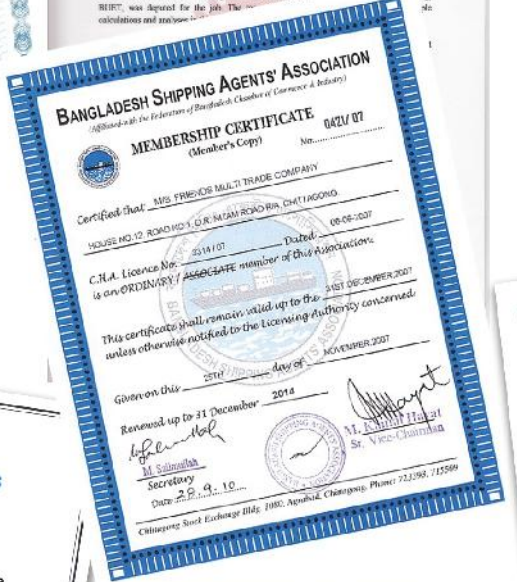 BUET, was deputed for the job. The
calculations and analyses
BANGLADESH SHIPPING AGENTS' ASSOCIATION
(Affiliated with the Federation of Bangladesh Chamber of Commerce & Industry)
MEMBERSHIP CERTIFICATE
(Member's Copy)
No. 0421/ 07
Certified that M/S. FRIENDS MULTI TRADE COMPANY
HOUSE NO.12, ROAD NO 1, O.R. NIZAM ROAD R/A, CHITTAGONG.
C.H.A. Licence No. 3314 / 07 Dated 06-06-2007
is an ORDINARY / ASSOCIATE member of this Association.
This certificate shall remain valid up to the 31ST DECEMBER,2007
unless otherwise notified to the Licensing Authority concerned.
Given on this 25TH day of NOVEMBER,2007
Renewed up to 31 December 2014
M. Salimullah
Secretary
Date 28.9.10
M. Hayat
Sr. Vice-Chairman
Chittagong Stock Exchange Bldg. 1080, Agrabad, Chittagong, Phone:
BANGLADESH SHIPPING AGENTS' ASSOCIATION